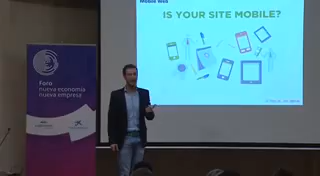 Mobile Web
IS YOUR SITE MOBILE?
Foro
nueva economía
nueva empresa